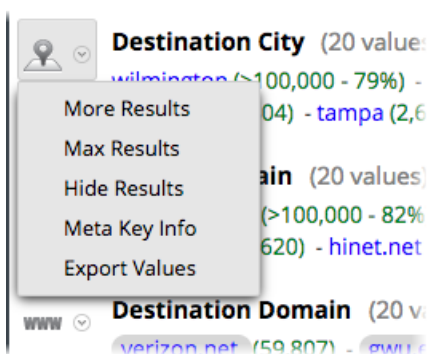 Destination City (20 value
wilmington (>100,000 - 79%) -
More Results
04) - tampa (2,6
Max Results
Hide Results
ain (20 values)
Meta Key Info
(>100,000 - 82%
620) - hinet.net
Export Values
www
Destination Domain (20 v
verizon.net (59,807) - gwu.e